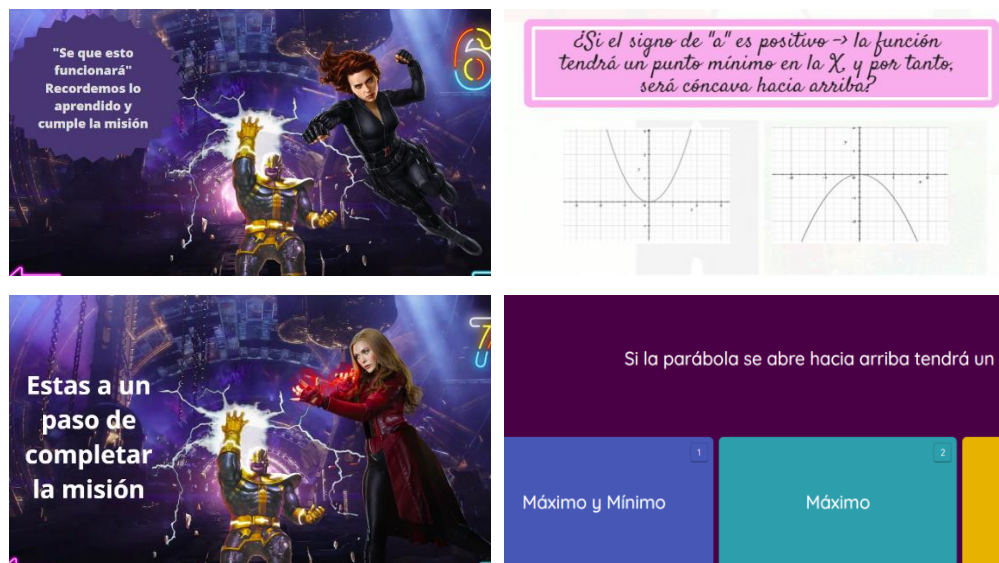 "Se que esto
funcionará"
Recordemos lo
aprendido y
cumple la misión
6
¿Si el signo de "a" es positivo -> la función
tendrá un punto mínimo en la X, y por tanto,
será cóncava hacia arriba?
Estas a un
paso de
completar
la misión
7
U
Si la parábola se abre hacia arriba tendrá un
1
Máximo y Mínimo
2
Máximo